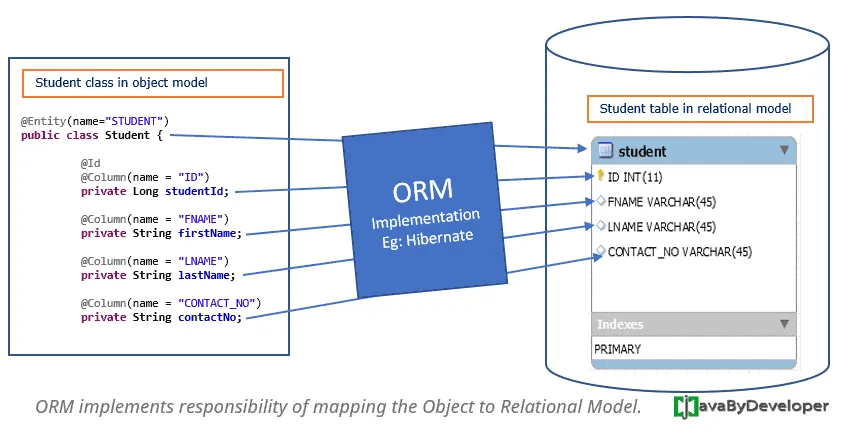 Student class in object model
@Entity(name="STUDENT")
public class Student {
@Id
@Column(name = "ID")
private Long studentId;
@Column(name = "FNAME")
private String firstName;
@Column(name = "LNAME")
private String lastName;
@Column(name = "CONTACT_NO")
private String contactNo;
ORM
Implementation
Eg: Hibernate
Student table in relational model
student
ID INT(11)
FNAME VARCHAR(45)
LNAME VARCHAR(45)
CONTACT_NO VARCHAR(45)
Indexes
PRIMARY
ORM implements responsibility of mapping the Object to Relational Model.
JavaByDeveloper